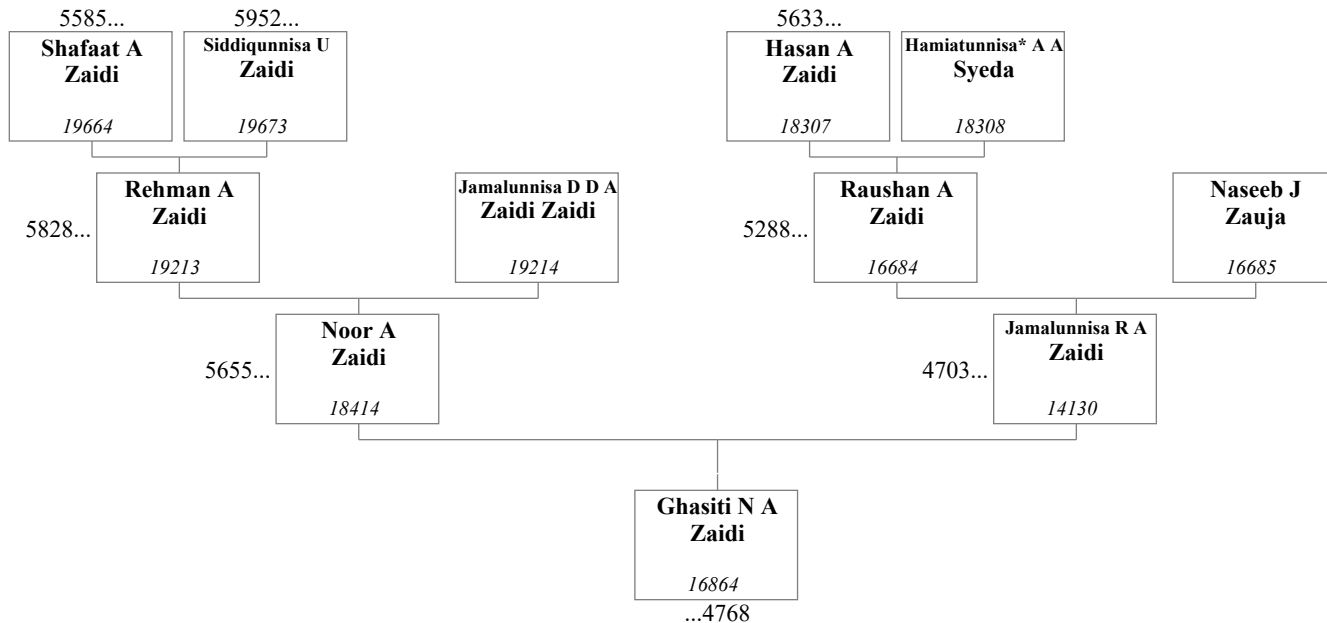 5585...
5952...
5633...
Shafaat A
Zaidi
19664
Siddiqunnisa U
Zaidi
19673
Hasan A
Zaidi
18307
Hamiatunnisa* A A
Syeda
18308
5828...
Rehman A
Zaidi
19213
Jamalunnisa D D A
Zaidi Zaidi
19214
5288...
Raushan A
Zaidi
16684
Naseeb J
Zauja
16685
5655...
Noor A
Zaidi
18414
4703...
Jamalunnisa R A
Zaidi
14130
Ghasiti N A
Zaidi
16864
...4768